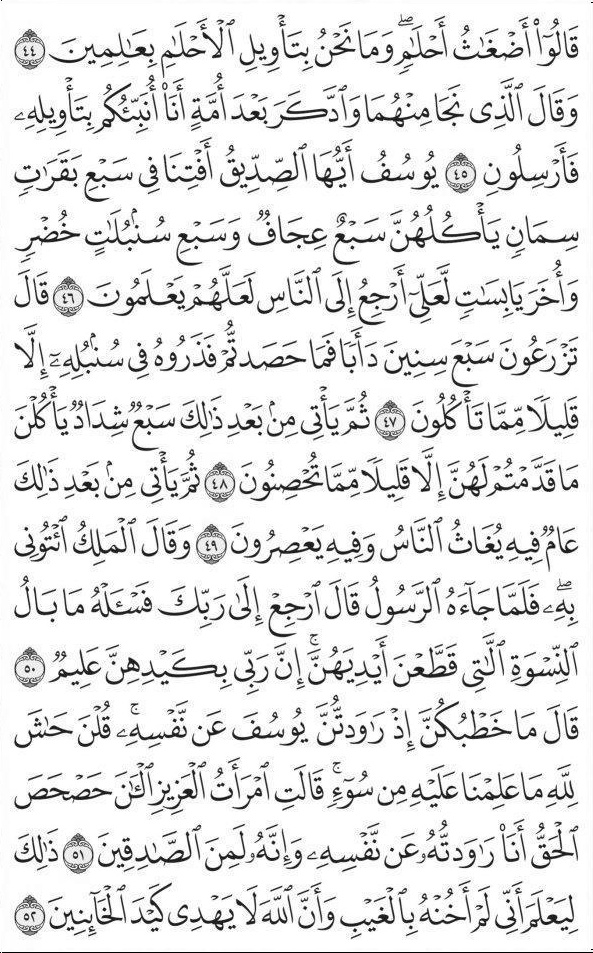 قَالُوٓا۟ أَضْغَٰثُ أَحْلَٰمٍۢ ۖ وَمَا نَحْنُ بِتَأْوِيلِ ٱلْأَحْلَٰمِ بِعَٰلِمِينَ ٤٤
وَقَالَ ٱلَّذِى نَجَا مِنْهُمَا وَٱدَّكَرَ بَعْدَ أُمَّةٍ أَنَا۠ أُنَبِّئُكُم بِتَأْوِيلِهِۦ
فَأَرْسِلُونِ ٤٥ يُوسُفُ أَيُّهَا ٱلصِّدِّيقُ أَفْتِنَا فِى سَبْعِ بَقَرَٰتٍۢ
سِمَانٍۢ يَأْكُلُهُنَّ سَبْعٌ عِجَافٌۭ وَسَبْعِ سُنۢبُلَٰتٍ خُضْرٍۢ
وَأُخَرَ يَابِسَٰتٍۢ لَّعَلِّىٓ أَرْجِعُ إِلَى ٱلنَّاسِ لَعَلَّهُمْ يَعْلَمُونَ ٤٦ قَالَ
تَزْرَعُونَ سَبْعَ سِنِينَ دَأَبًۭا فَمَا حَصَدتُّمْ فَذَرُوهُ فِى سُنۢبُلِهِۦٓ إِلَّا
قَلِيلًۭا مِّمَّا تَأْكُلُونَ ٤٧ ثُمَّ يَأْتِى مِنۢ بَعْدِ ذَٰلِكَ سَبْعٌۭ شِدَادٌۭ يَأْكُلْنَ
مَا قَدَّمْتُمْ لَهُنَّ إِلَّا قَلِيلًۭا مِّمَّا تُحْصِنُونَ ٤٨ ثُمَّ يَأْتِى مِنۢ بَعْدِ ذَٰلِكَ
عَامٌۭ فِيهِ يُغَاثُ ٱلنَّاسُ وَفِيهِ يَعْصِرُونَ ٤٩ وَقَالَ ٱلْمَلِكُ ٱئْتُونِى
بِهِۦ ۖ فَلَمَّا جَآءَهُ ٱلرَّسُولُ قَالَ ٱرْجِعْ إِلَىٰ رَبِّكَ فَسْـَٔلْهُ مَا بَالُ
ٱلنِّسْوَةِ ٱلَّٰتِى قَطَّعْنَ أَيْدِيَهُنَّ ۚ إِنَّ رَبِّى بِكَيْدِهِنَّ عَلِيمٌۭ ٥٠
قَالَ مَا خَطْبُكُنَّ إِذْ رَٰوَدتُّنَّ يُوسُفَ عَن نَّفْسِهِۦ ۚ قُلْنَ حَٰشَ
لِلَّهِ مَا عَلِمْنَا عَلَيْهِ مِن سُوٓءٍۢ ۚ قَالَتِ ٱمْرَأَتُ ٱلْعَزِيزِ ٱلْـَٰٔنَ حَصْحَصَ
ٱلْحَقُّ أَنَا۠ رَٰوَدتُّهُۥ عَن نَّفْسِهِۦ وَإِنَّهُۥ لَمِنَ ٱلصَّٰدِقِينَ ٥١ ذَٰلِكَ
لِيَعْلَمَ أَنِّى لَمْ أَخُنْهُ بِٱلْغَيْبِ وَأَنَّ ٱللَّهَ لَا يَهْدِى كَيْدَ ٱلْخَآئِنِينَ ٥٢